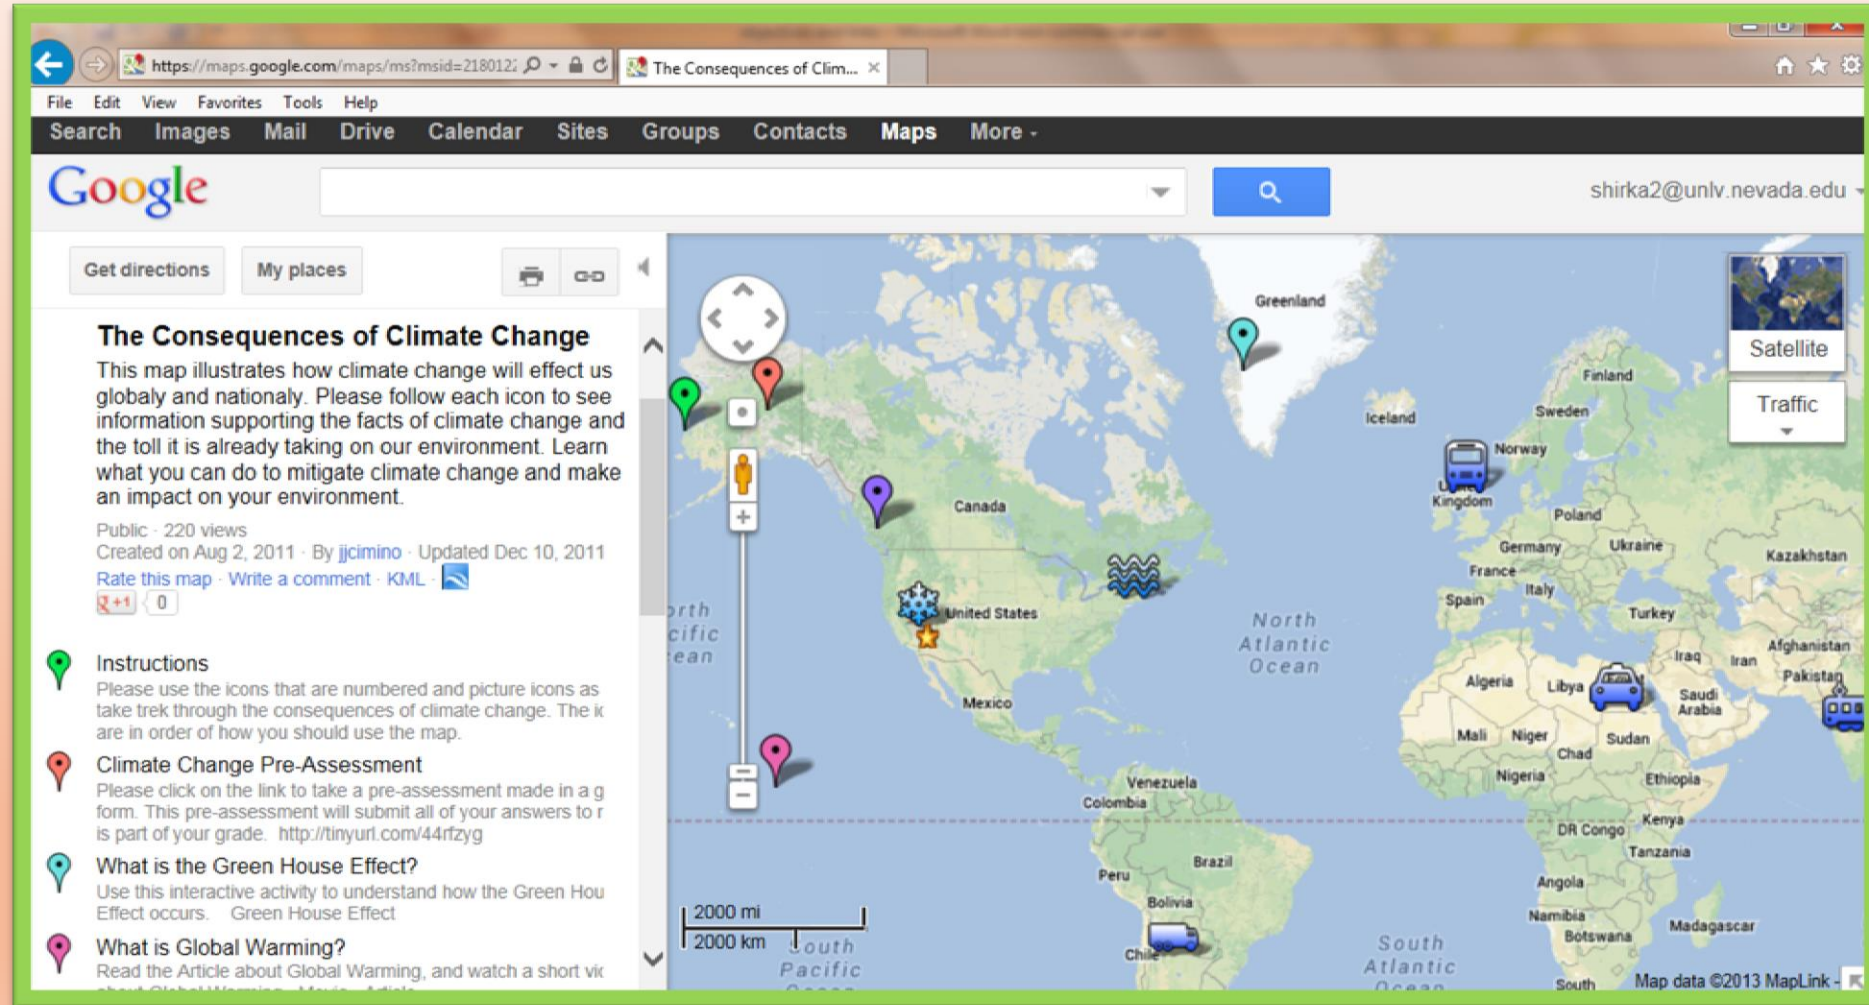 https://maps.google.com/maps/ms?msid=218012
The Consequences of Clim...
File Edit View Favorites Tools Help
Search Images Mail Drive Calendar Sites Groups Contacts Maps More
Google
shirka2@unlv.nevada.edu
Get directions
My places
The Consequences of Climate Change
This map illustrates how climate change will effect us
globaly and nationaly. Please follow each icon to see
information supporting the facts of climate change and
the toll it is already taking on our environment. Learn
what you can do to mitigate climate change and make
an impact on your environment.
Public · 220 views
Created on Aug 2, 2011 · By jjcimino · Updated Dec 10, 2011
Rate this map · Write a comment · KML ·
+1 0
Instructions
Please use the icons that are numbered and picture icons as
take trek through the consequences of climate change. The ic
are in order of how you should use the map.
Climate Change Pre-Assessment
Please click on the link to take a pre-assessment made in a g
form. This pre-assessment will submit all of your answers to r
is part of your grade. http://tinyurl.com/44rfzyg
What is the Green House Effect?
Use this interactive activity to understand how the Green Hou
Effect occurs. Green House Effect
What is Global Warming?
Read the Article about Global Warming, and watch a short vic
Satellite
Traffic
Greenland
Finland
Iceland
Sweden
Norway
Canada
Kingdom
Poland
Germany
Ukraine
Kazakhstan
France
Italy
Spain
Turkey
United States
North
Atlantic
Ocean
Afghanistan
Iraq
Iran
Pakistan
Algeria
Libya
Saudi
Arabia
Mexico
Mali
Niger
Sudan
Chad
Nigeria
Ethiopia
Venezuela
Colombia
Kenya
DR Congo
Tanzania
Brazil
Peru
Angola
Bolivia
Namibia
Madagascar
Botswana
2000 mi
2000 km
South
Pacific
Chile
South
Atlantic
Ocean
South
Map data ©2013 MapLink -